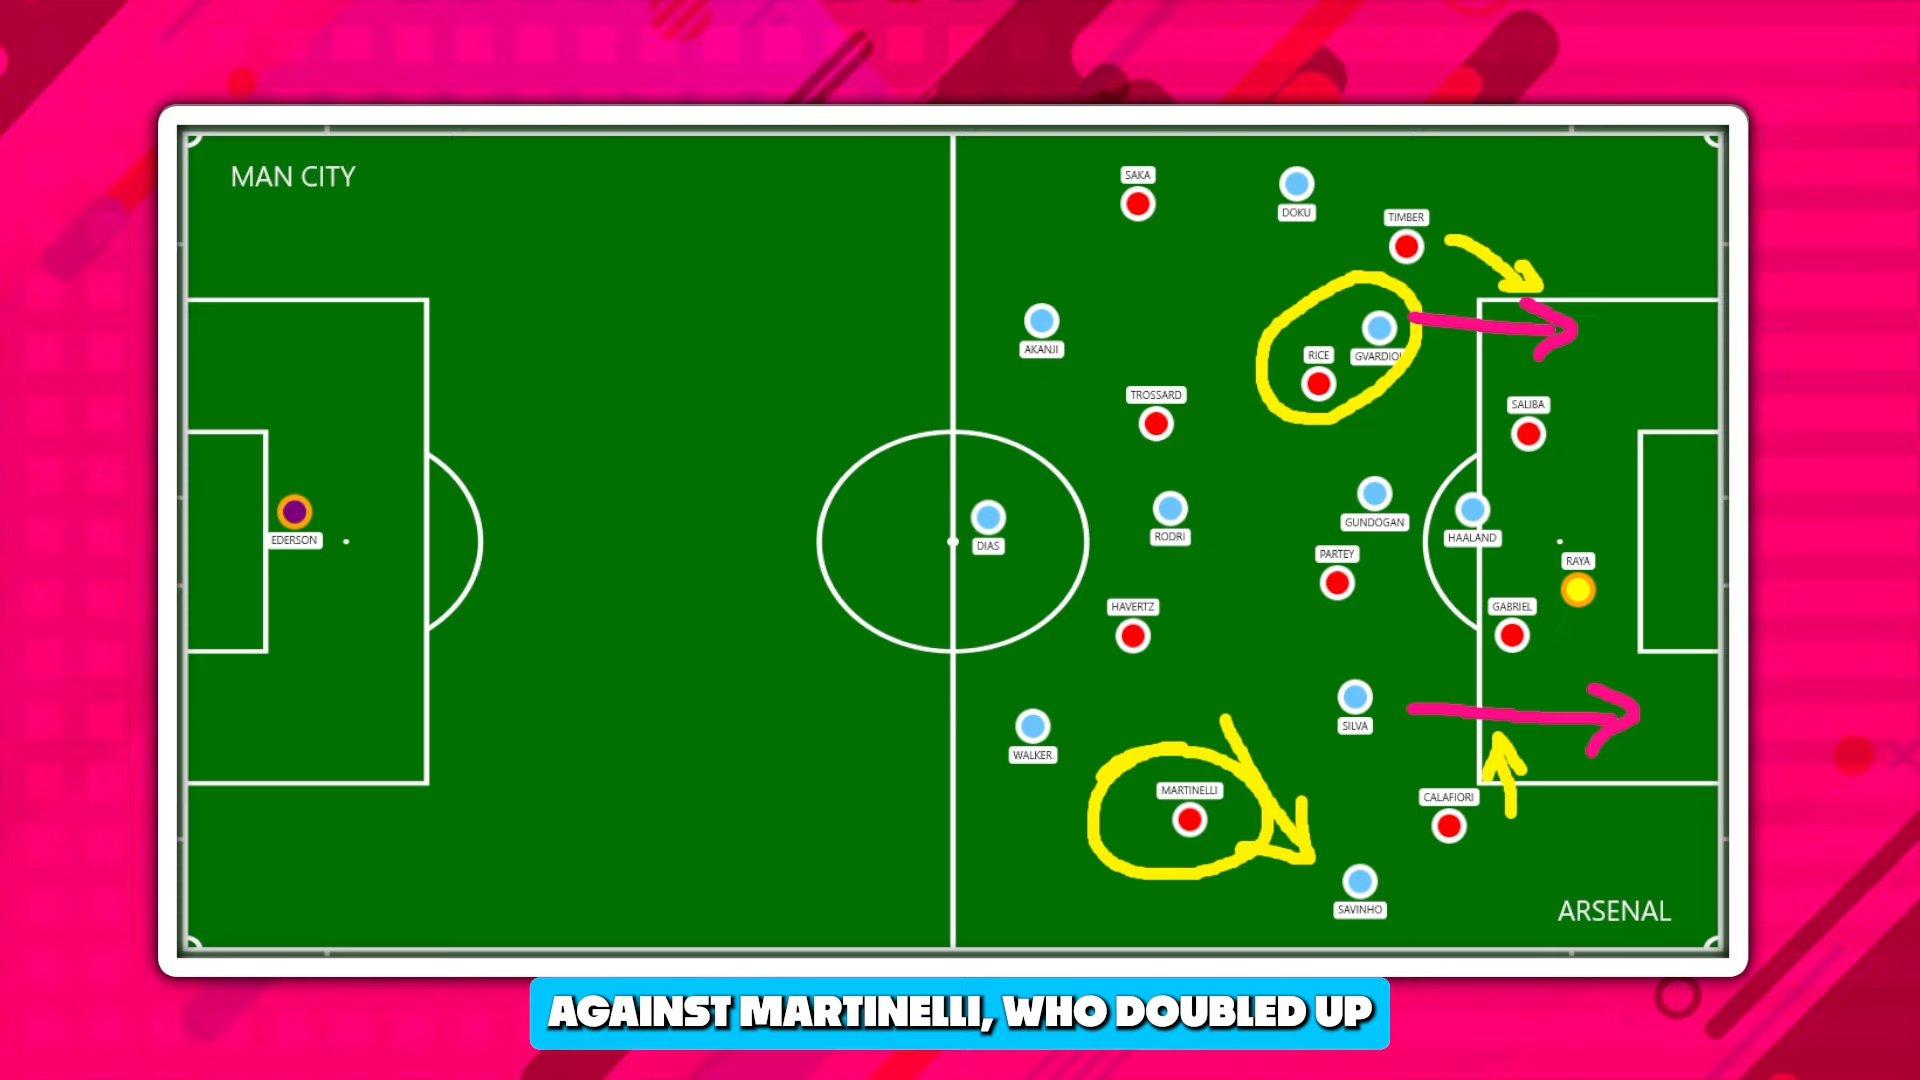 MAN CITY
SAKA
DOKU
TIMBER
AKANJI
RICE
GVARDIOL
TROSSARD
SALIBA
EDERSON
DIAS
RODRI
GUNDOGAN
HAALAND
PARTEY
RAYA
HAVERTZ
GABRIEL
SILVA
WALKER
MARTINELLI
CALAFIORI
SAVINHO
ARSENAL
AGAINST MARTINELLI, WHO DOUBLED UP